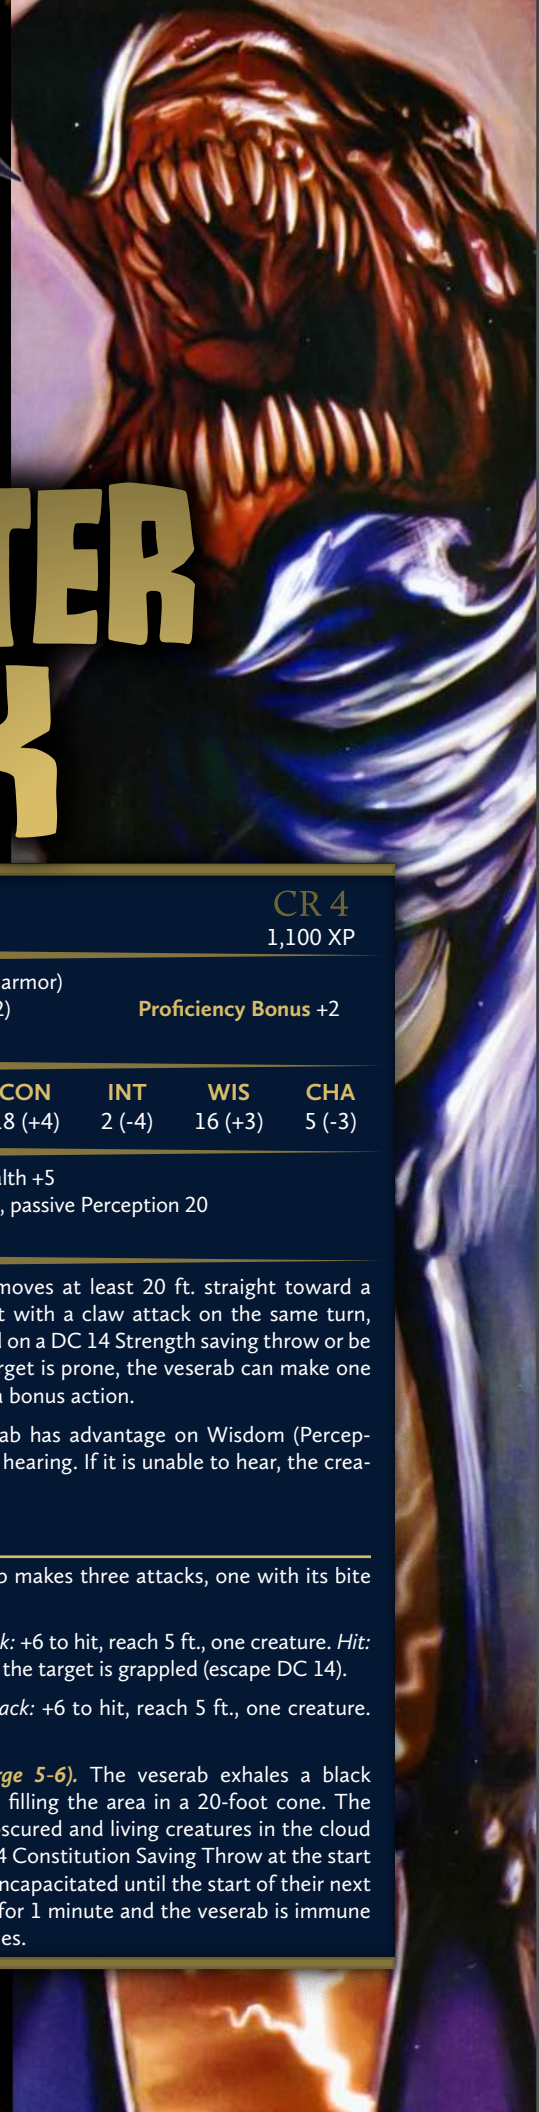 TER
K
CR 4
1,100 XP
armor)
2)
Proficiency Bonus +2
CON INT WIS CHA
18 (+4) 2 (-4) 16 (+3) 5 (-3)
alth +5
, passive Perception 20
moves at least 20 ft. straight toward a
t with a claw attack on the same turn,
d on a DC 14 Strength saving throw or be
rget is prone, the veserab can make one
a bonus action.
ab has advantage on Wisdom (Percep-
hearing. If it is unable to hear, the crea-
b makes three attacks, one with its bite
k: +6 to hit, reach 5 ft., one creature. Hit:
the target is grappled (escape DC 14).
ack: +6 to hit, reach 5 ft., one creature.
rge 5-6). The veserab exhales a black
filling the area in a 20-foot cone. The
bscured and living creatures in the cloud
4 Constitution Saving Throw at the start
ncapacitated until the start of their next
for 1 minute and the veserab is immune
es.